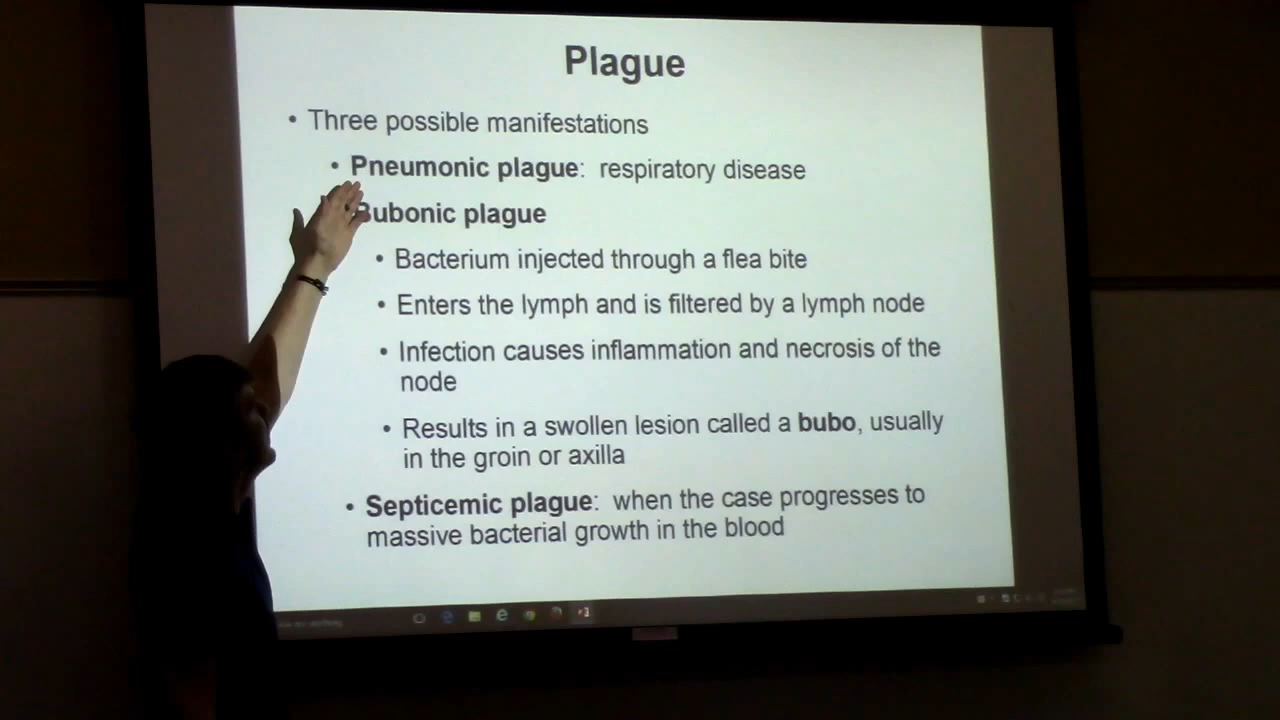 Plague
• Three possible manifestations
• Pneumonic plague: respiratory disease
Bubonic plague
• Bacterium injected through a flea bite
• Enters the lymph and is filtered by a lymph node
• Infection causes inflammation and necrosis of the
node
• Results in a swollen lesion called a bubo, usually
in the groin or axilla
• Septicemic plague: when the case progresses to
massive bacterial growth in the blood